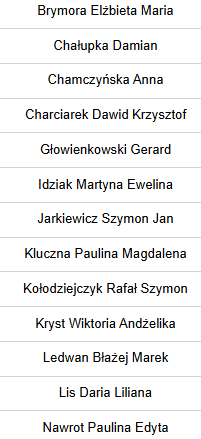 Brymora Elżbieta Maria
Chałupka Damian
Chamczyńska Anna
Charciarek Dawid Krzysztof
Głowienkowski Gerard
Idziak Martyna Ewelina
Jarkiewicz Szymon Jan
Kluczna Paulina Magdalena
Kołodziejczyk Rafał Szymon
Kryst Wiktoria Andżelika
Ledwan Błażej Marek
Lis Daria Liliana
Nawrot Paulina Edyta